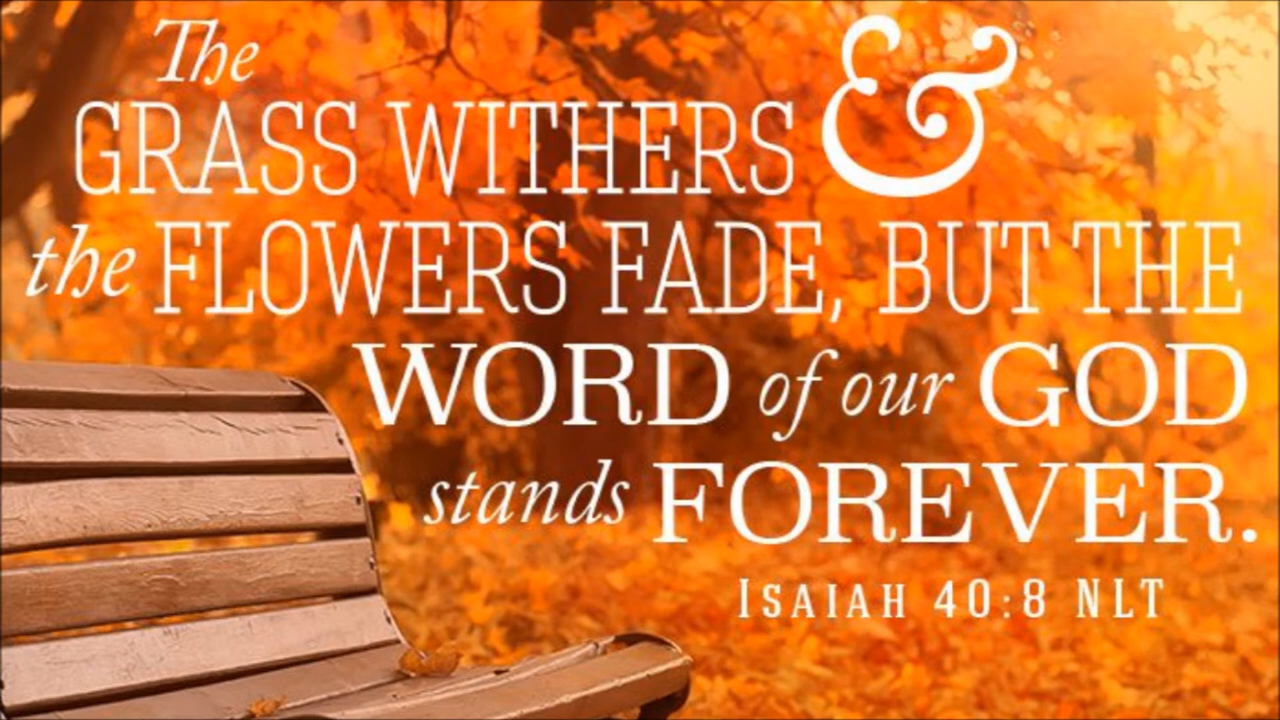 The
GRASS WITHERS &
the FLOWERS FADE, BUT THE
WORD of our GOD
stands FOREVER.
ISAIAH 40:8 NLT